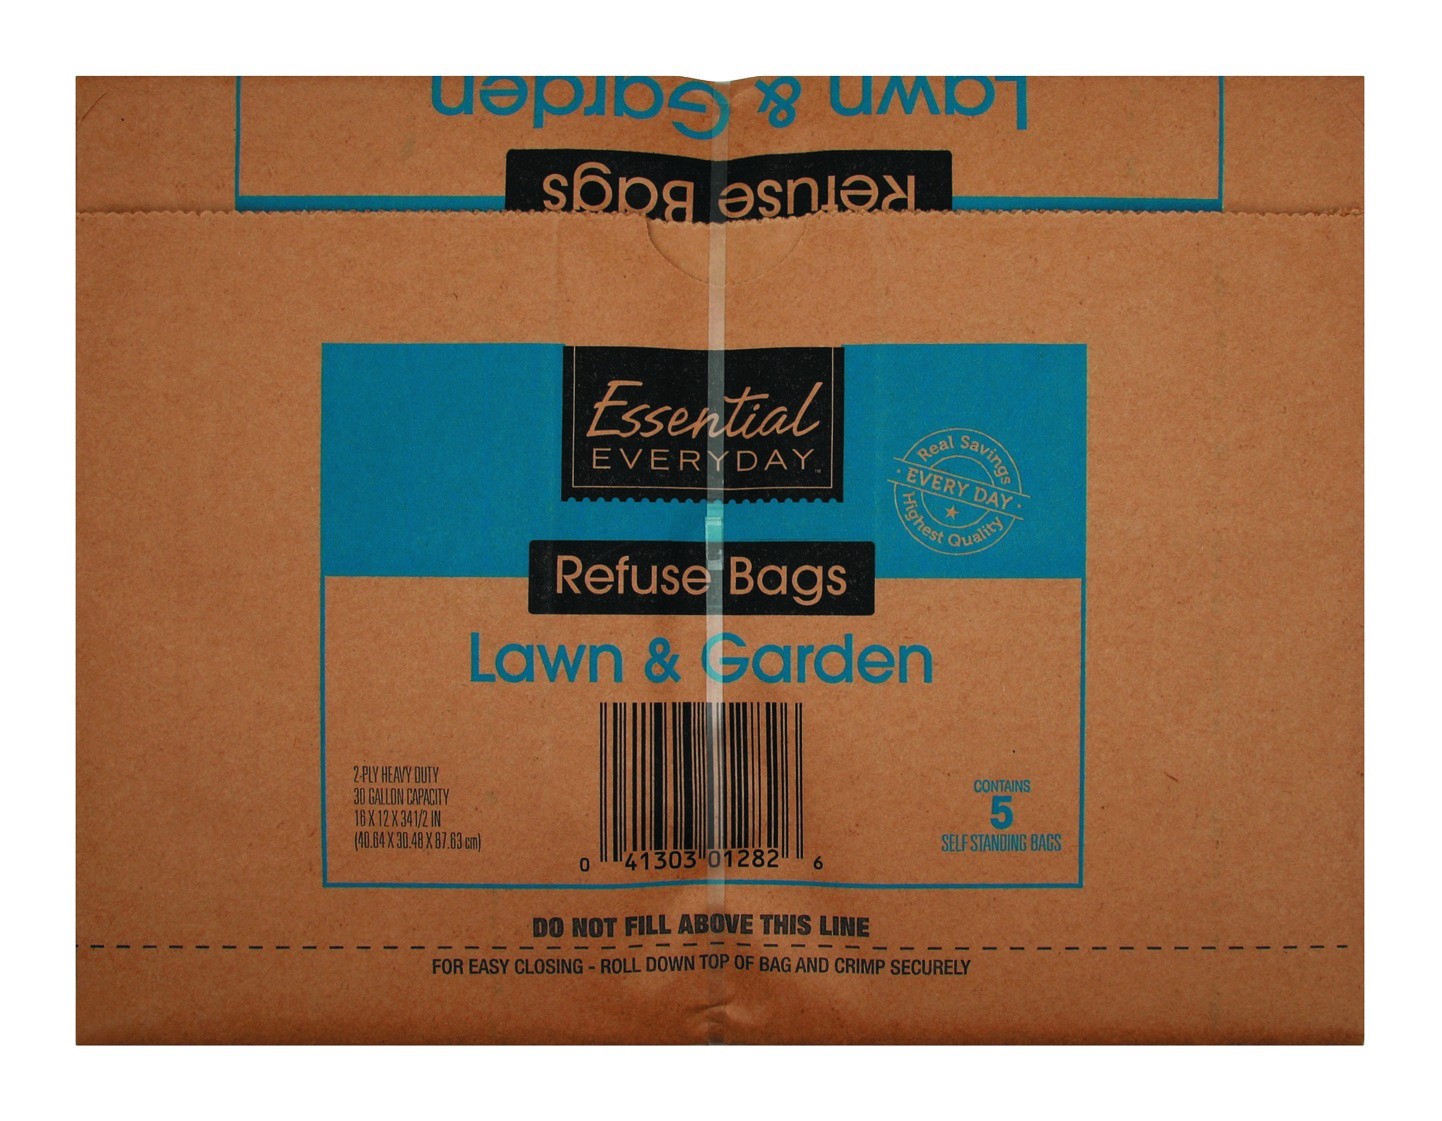 Lawn & Garden
Refuse Bags
Essential
EVERYDAY™
Real Savings
• EVERY DAY •
Highest Quality
Refuse Bags
Lawn & Garden
2-PLY HEAVY DUTY
30 GALLON CAPACITY
16 X 12 X 34 1/2 IN
(40.64 X 30.48 X 87.63 cm)
0 41303 01282 6
CONTAINS
5
SELF STANDING BAGS
DO NOT FILL ABOVE THIS LINE
FOR EASY CLOSING - ROLL DOWN TOP OF BAG AND CRIMP SECURELY